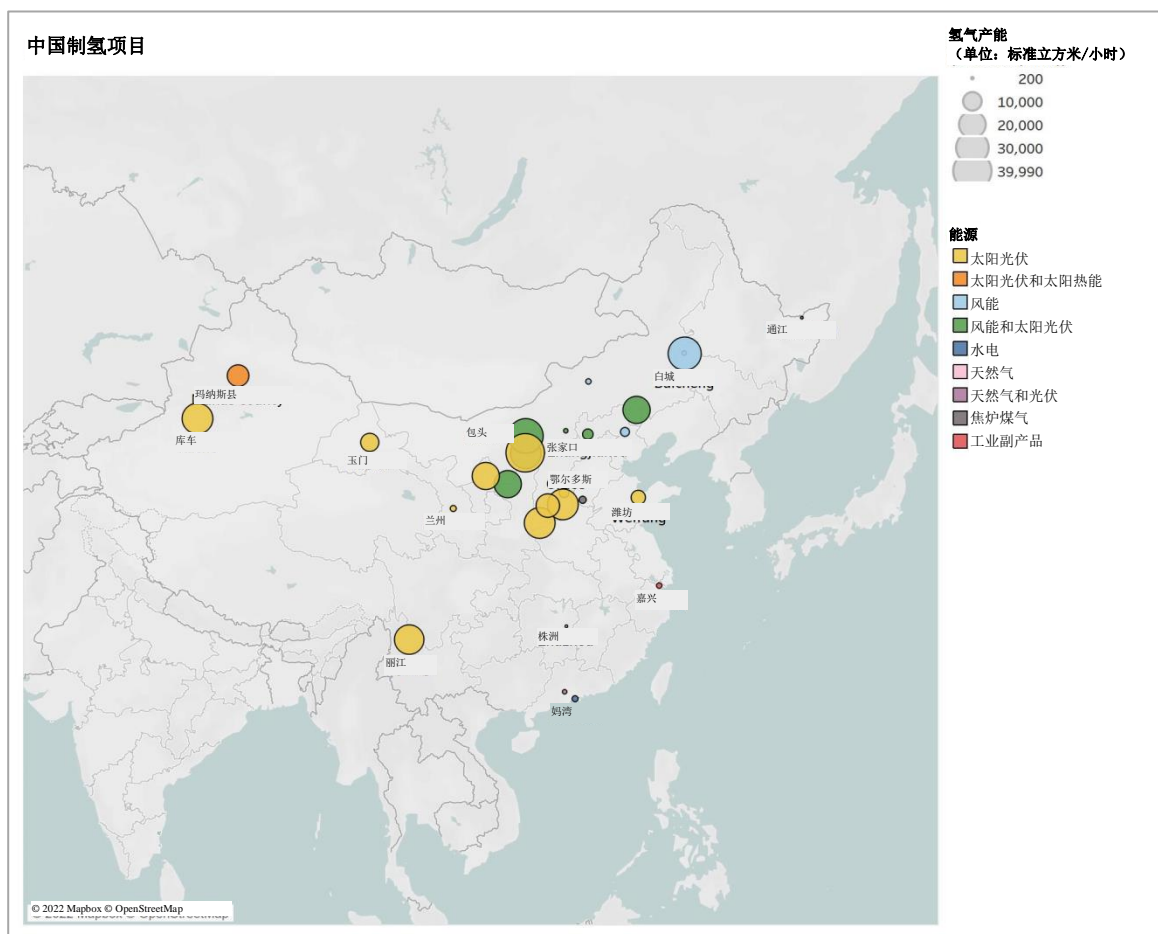 中国制氢项目
氢气产能
（单位：标准立方米/小时）
200
10,000
20,000
30,000
39,990
能源
太阳光伏
太阳光伏和太阳热能
风能
风能和太阳光伏
水电
天然气
天然气和光伏
焦炉煤气
工业副产品
通江
白城
玛纳斯县
库车
包头
张家口
玉门
鄂尔多斯
兰州
潍坊
嘉兴
株洲
丽江
妈湾
© 2022 Mapbox © OpenStreetMap